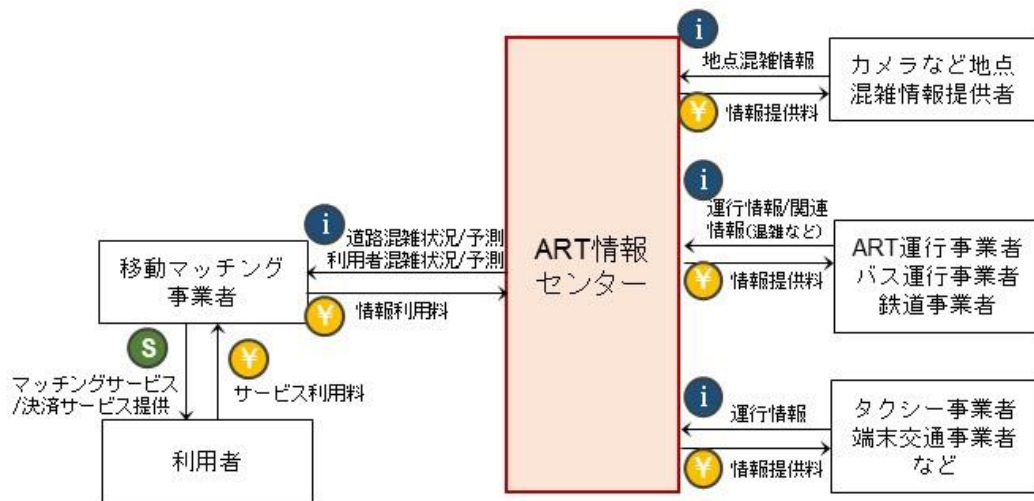 i
道路混雑状況/予測
利用者混雑状況/予測
移動マッチング
事業者
¥
情報利用料
S
マッチングサービス
/決済サービス提供
¥
サービス利用料
利用者
ART情報
センター
i
地点混雑情報
¥
情報提供料
カメラなど地点
混雑情報提供者
i
運行情報/関連
情報(混雑など)
¥
情報提供料
ART運行事業者
バス運行事業者
鉄道事業者
i
運行情報
¥
情報提供料
タクシー事業者
端末交通事業者
など